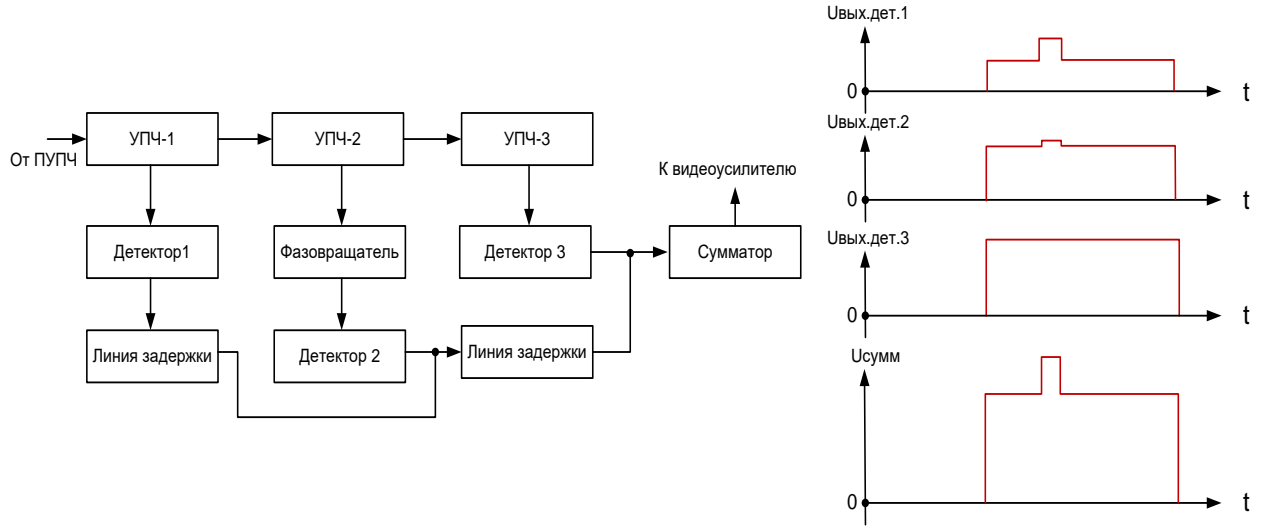 От ПУПЧ
УПЧ-1
УПЧ-2
УПЧ-3
К видеоусилителю
Детектор1
Фазовращатель
Детектор 3
Сумматор
Линия задержки
Детектор 2
Линия задержки
Uвых.дет.1
0
t
Uвых.дет.2
0
t
Uвых.дет.3
0
t
Uсумм
0
t